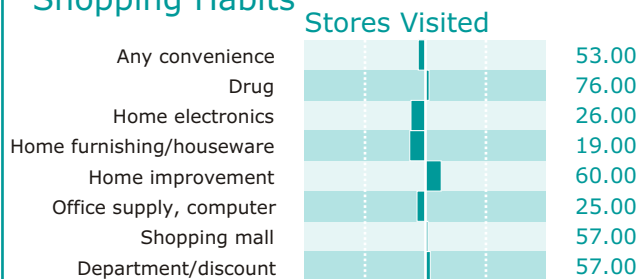 Shopping Habits
Stores Visited
Any convenience 53.00
Drug 76.00
Home electronics 26.00
Home furnishing/houseware 19.00
Home improvement 60.00
Office supply, computer 25.00
Shopping mall 57.00
Department/discount 57.00